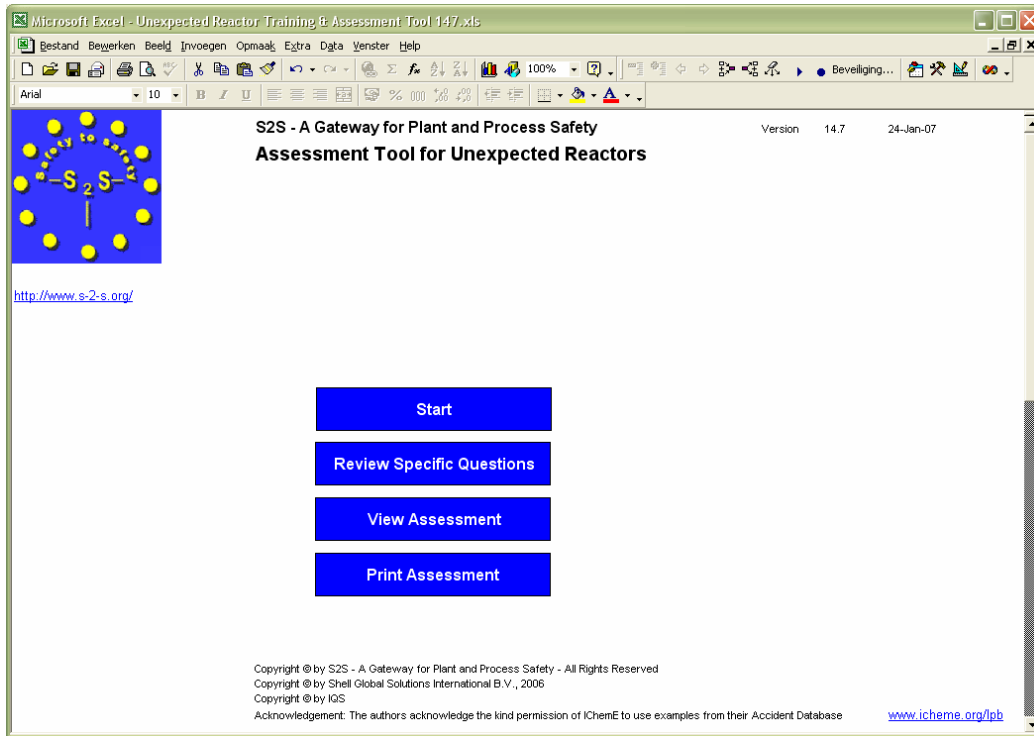 Microsoft Excel - Unexpected Reactor Training & Assessment Tool 147.xls
Bestand Bewerken Beeld Invoegen Opmaak Extra Data Venster Help
100% Beveiliging...
Arial 10 B I U % 000
S2S - A Gateway for Plant and Process Safety Version 14.7 24-Jan-07
Assessment Tool for Unexpected Reactors
Safety to safety
S 2 S
http://www.s-2-s.org/
Start
Review Specific Questions
View Assessment
Print Assessment
Copyright © by S2S - A Gateway for Plant and Process Safety - All Rights Reserved
Copyright © by Shell Global Solutions International B.V., 2006
Copyright © by IQS
Acknowledgement: The authors acknowledge the kind permission of IChemE to use examples from their Accident Database www.icheme.org/lpb